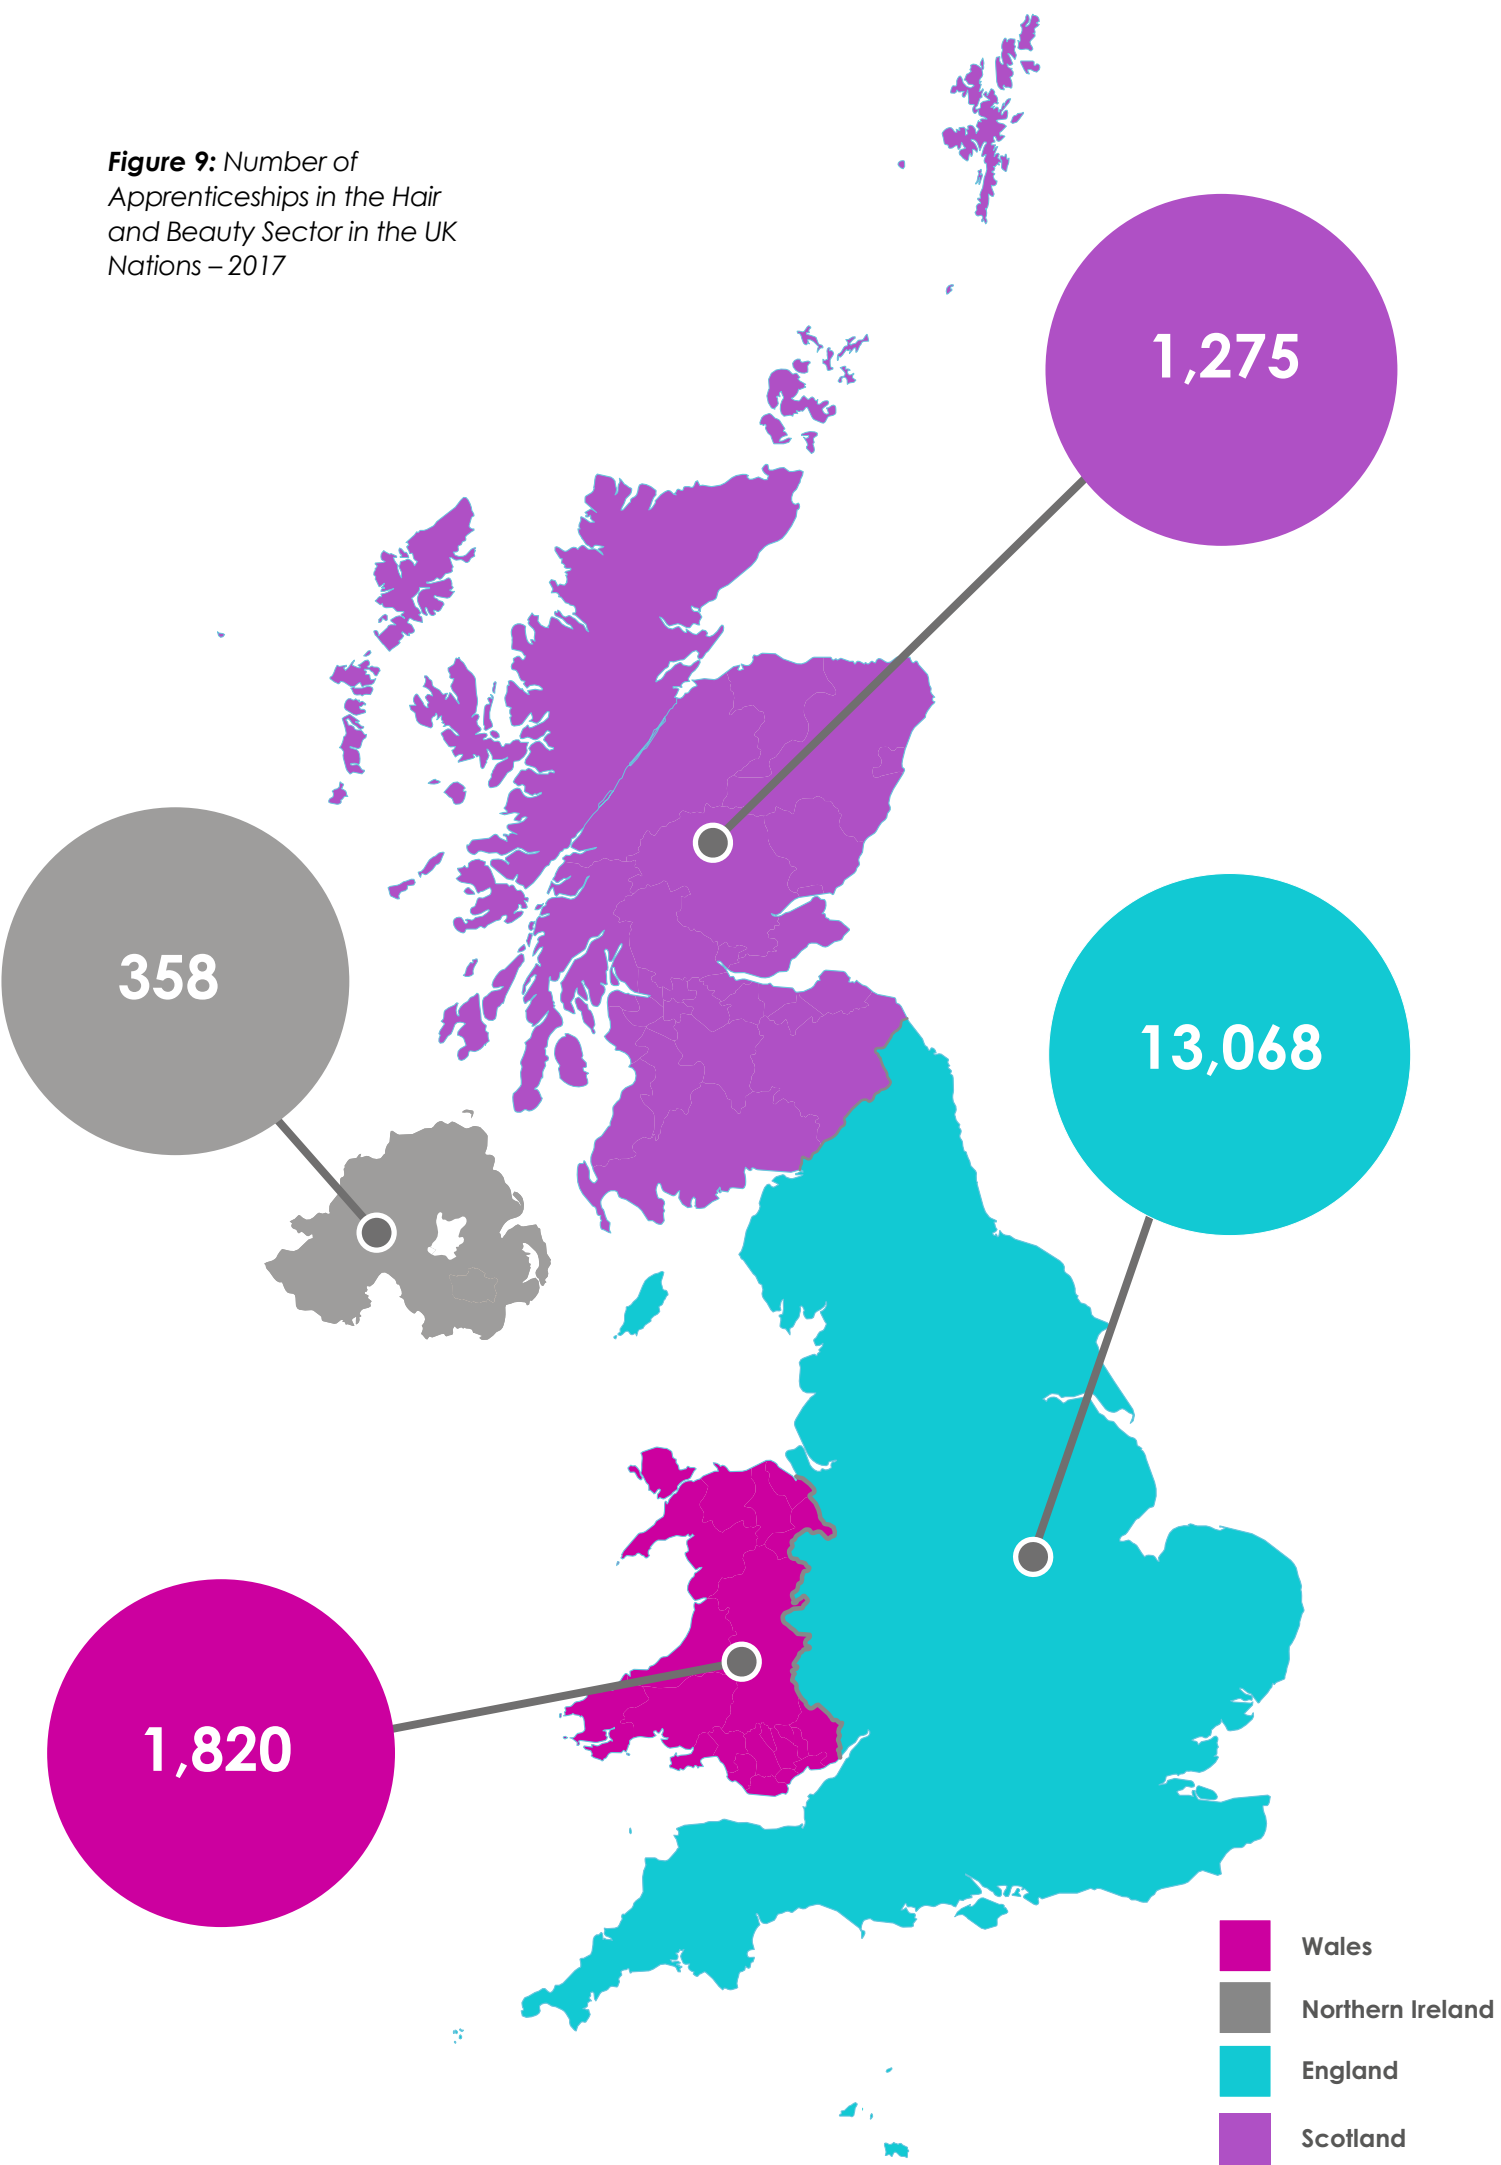 Figure 9: Number of
Apprenticeships in the Hair
and Beauty Sector in the UK
Nations – 2017
1,275
358
13,068
1,820
Wales
Northern Ireland
England
Scotland